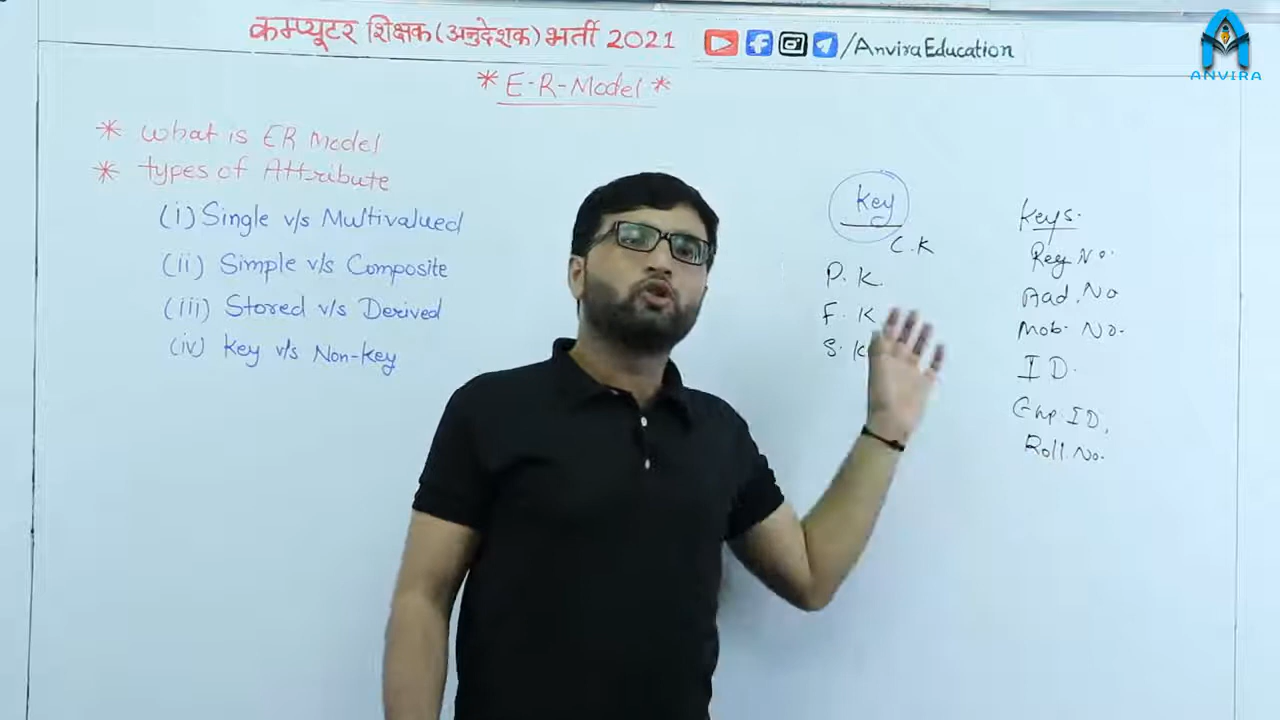 कम्प्यूटर शिक्षक (अनुदेशक) भर्ती 2021
/AnviraEducation
ANVIRA
* E-R-Model *
* What is ER Model
* types of Attribute
(i) Single v/s Multivalued
(ii) Simple v/s Composite
(iii) Stored v/s Derived
(iv) Key v/s Non-Key
Key
C.K
P.K.
F.K
S.K
Keys.
Reg No.
Aad.No
Mob. No.
ID.
Emp.ID.
Roll.No.